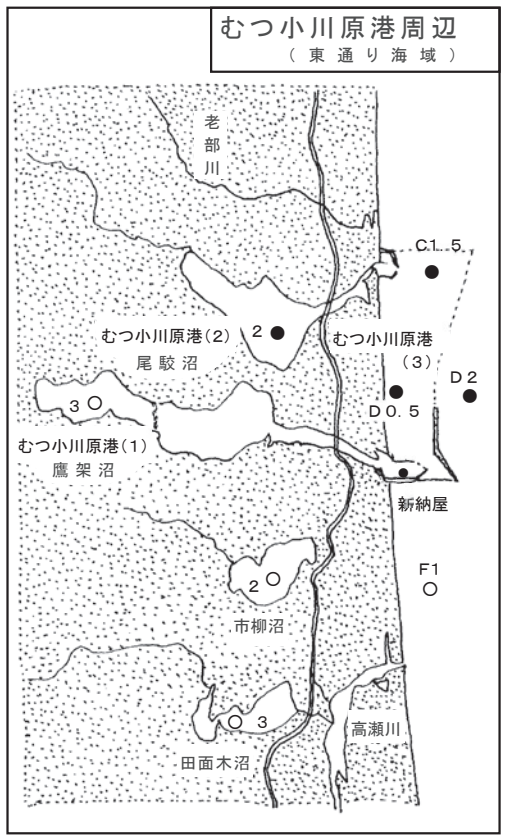 むつ小川原港周辺
(東通り海域)
老部川
C1.5
むつ小川原港(2)
2
尾駮沼
むつ小川原港
(3)
D2
D0.5
3
むつ小川原港(1)
鷹架沼
新納屋
F1
2
市柳沼
3
田面木沼
高瀬川